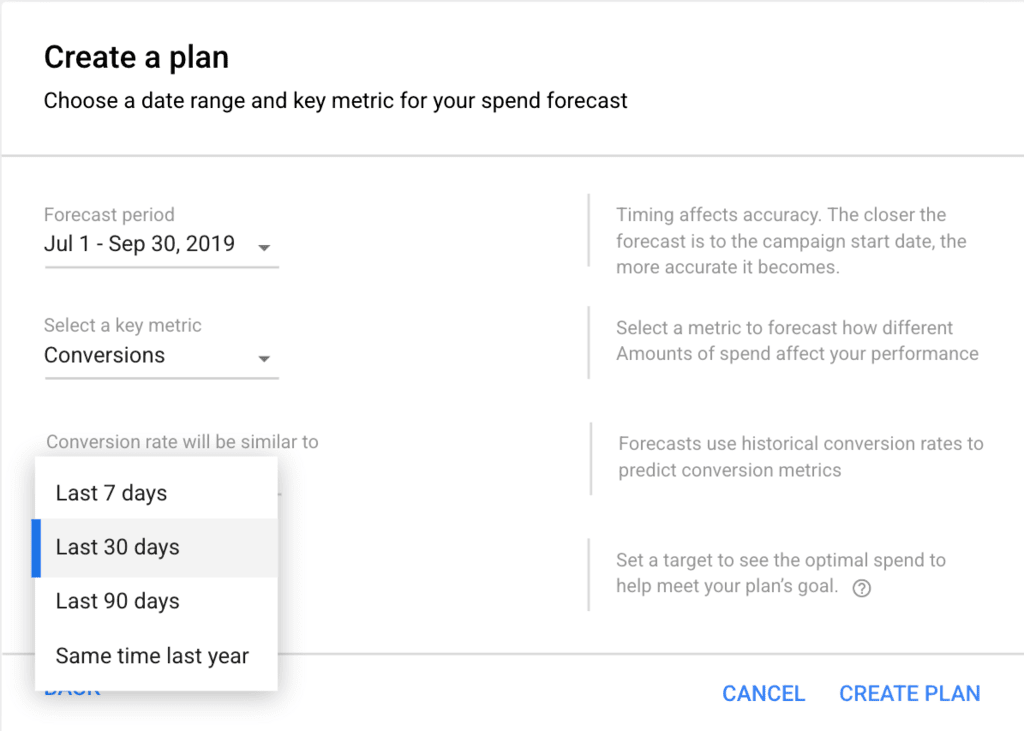 Create a plan
Choose a date range and key metric for your spend forecast
Forecast period
Jul 1 - Sep 30, 2019
Timing affects accuracy. The closer the
forecast is to the campaign start date, the
more accurate it becomes.
Select a key metric
Conversions
Select a metric to forecast how different
Amounts of spend affect your performance
Conversion rate will be similar to
Last 7 days
Last 30 days
Last 90 days
Same time last year
Forecasts use historical conversion rates to
predict conversion metrics
Set a target to see the optimal spend to
help meet your plan’s goal. ?
BACK
CANCEL
CREATE PLAN